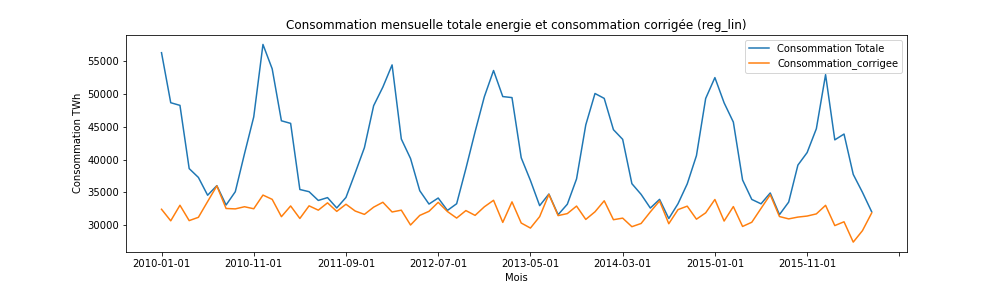 Consommation mensuelle totale energie et consommation corrigée (reg_lin)
Consommation Totale
Consommation_corrigee
Consommation TWh
55000
50000
45000
40000
35000
30000
2010-01-01 2010-11-01 2011-09-01 2012-07-01 2013-05-01 2014-03-01 2015-01-01 2015-11-01
Mois